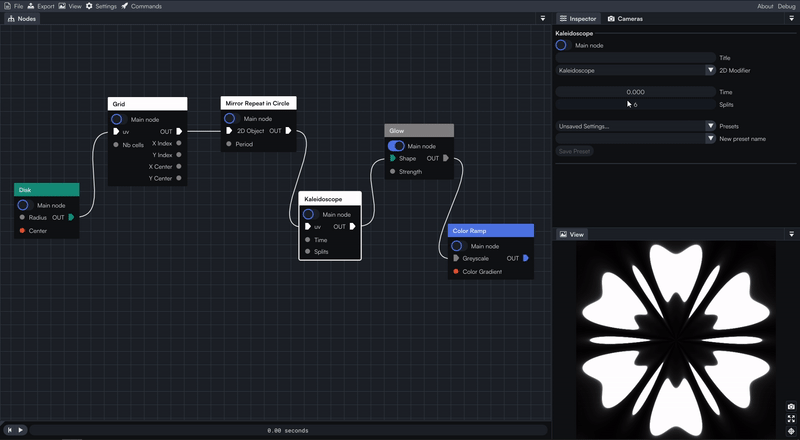 File Export View Settings Commands About Debug
Nodes
Grid
Main node
uv OUT
X Index
Nb cells
Y Index
X Center
Y Center
Mirror Repeat in Circle
Main node
2D Object OUT
Period
Glow
Main node
Shape OUT
Strength
Disk
Main node
Radius OUT
Center
Kaleidoscope
Main node
uv OUT
Time
Splits
Color Ramp
Main node
Greyscale OUT
Color Gradient
0.00 seconds
Inspector Cameras
Kaleidoscope
Main node
Title
Kaleidoscope 2D Modifier
0.000 Time
6 Splits
Unsaved Settings... Presets
New preset name
Save Preset
View